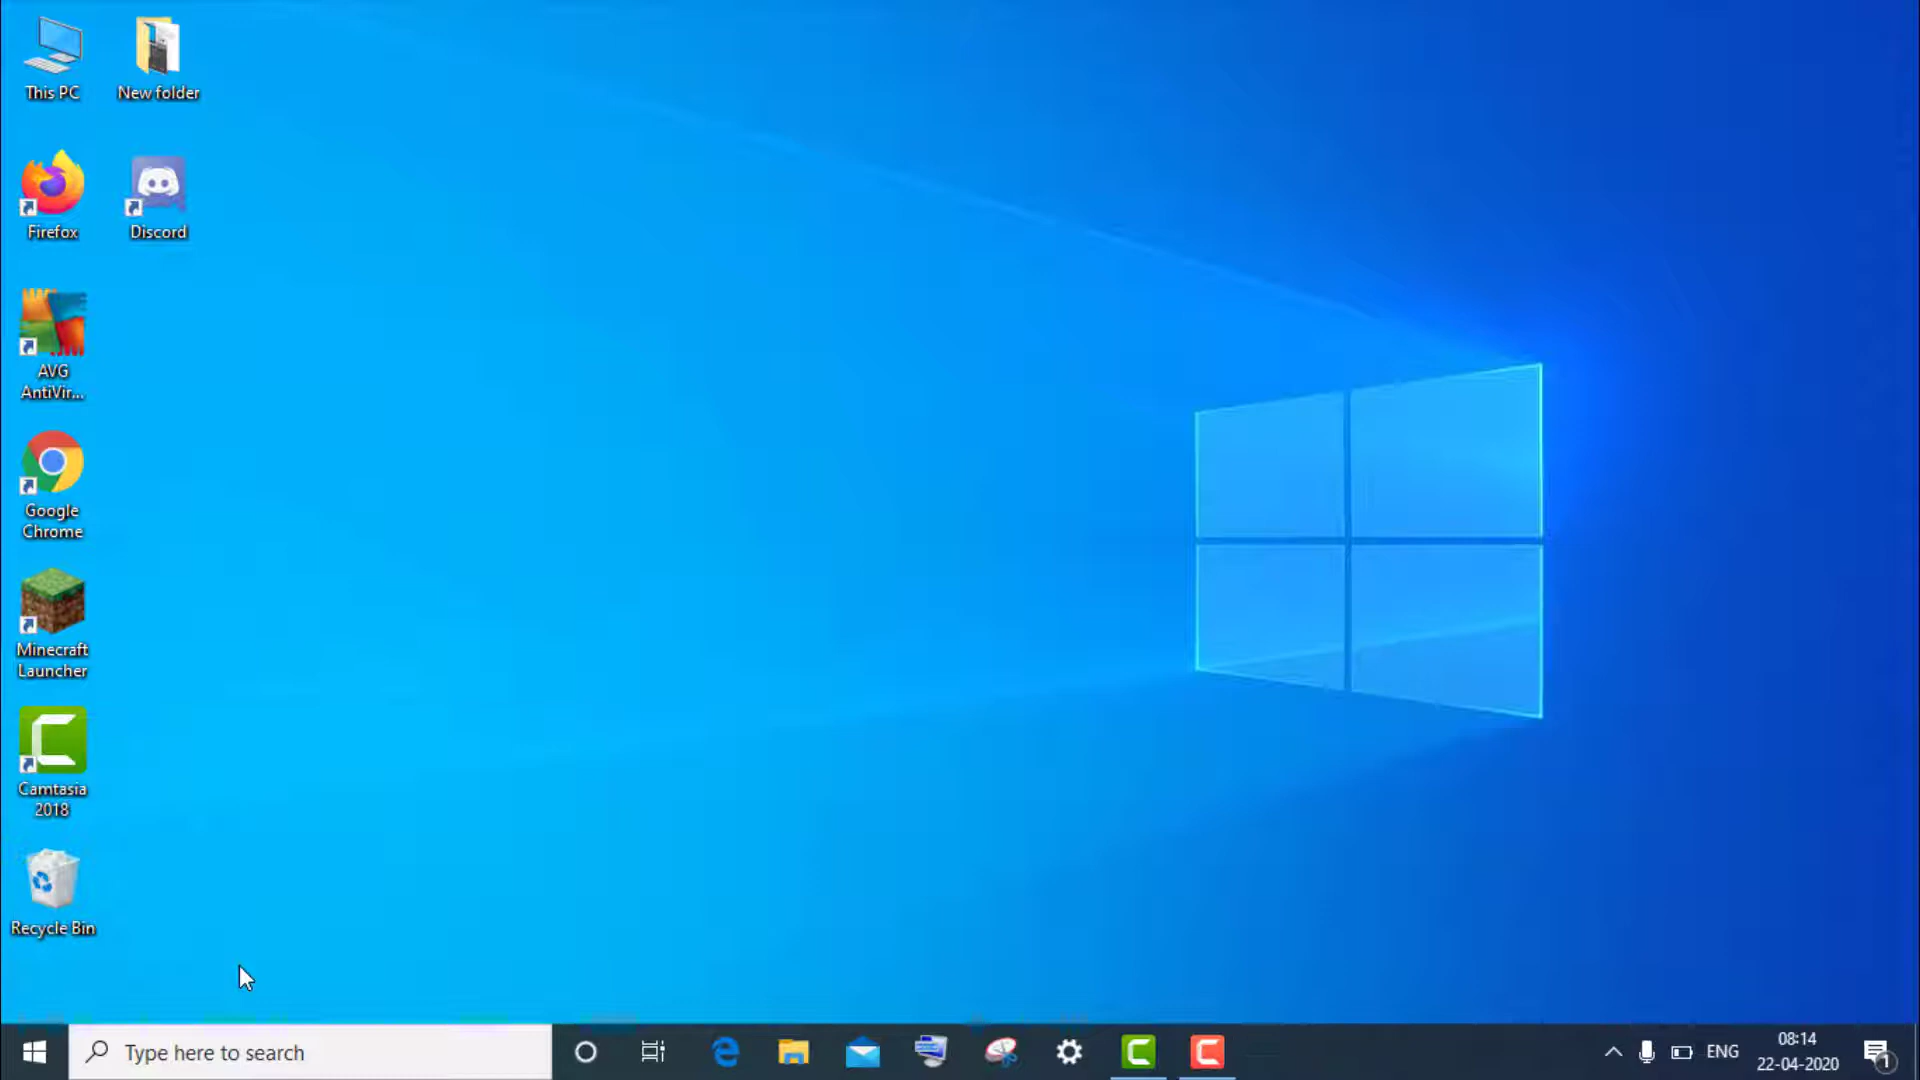 This PC
New folder
Firefox
Discord
AVG
AntiVir...
Google
Chrome
Minecraft
Launcher
Camtasia
2018
Recycle Bin
Type here to search
ENG
08:14
22-04-2020
1